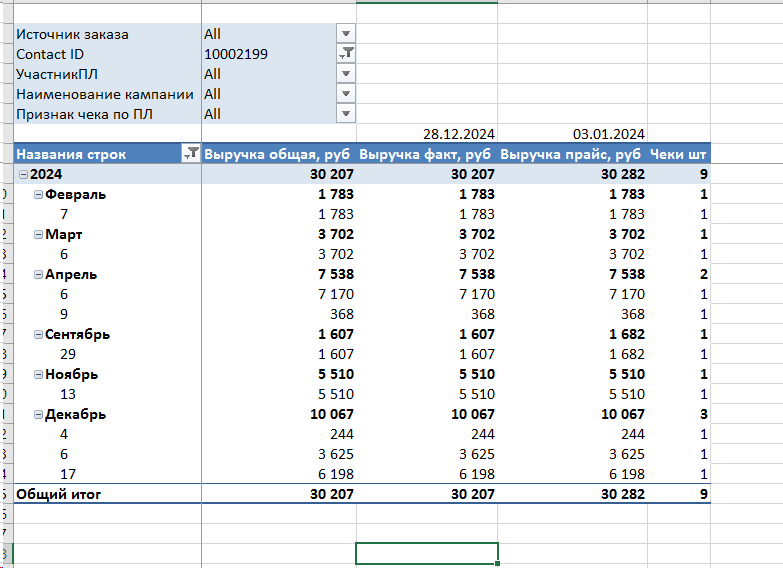 Источник заказа All
Contact ID 10002199
УчастникПЛ All
Наименование кампании All
Признак чека по ПЛ All
28.12.2024 03.01.2024
Названия строк Выручка общая, руб Выручка факт, руб Выручка прайс, руб Чеки шт
2024 30 207 30 207 30 282 9
Февраль 1 783 1 783 1 783 1
7 1 783 1 783 1 783 1
Март 3 702 3 702 3 702 1
6 3 702 3 702 3 702 1
Апрель 7 538 7 538 7 538 2
6 7 170 7 170 7 170 1
9 368 368 368 1
Сентябрь 1 607 1 607 1 682 1
29 1 607 1 607 1 682 1
Ноябрь 5 510 5 510 5 510 1
13 5 510 5 510 5 510 1
Декабрь 10 067 10 067 10 067 3
4 244 244 244 1
6 3 625 3 625 3 625 1
17 6 198 6 198 6 198 1
Общий итог 30 207 30 207 30 282 9